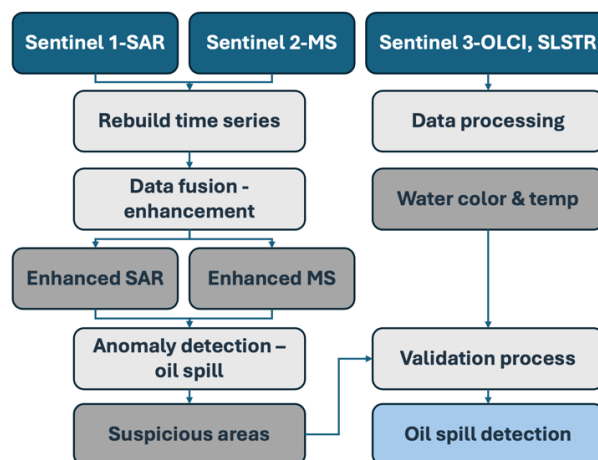 Sentinel 1-SAR
Sentinel 2-MS
Sentinel 3-OLCI, SLSTR
Rebuild time series
Data processing
Data fusion -
enhancement
Water color & temp
Enhanced SAR
Enhanced MS
Anomaly detection –
oil spill
Validation process
Suspicious areas
Oil spill detection